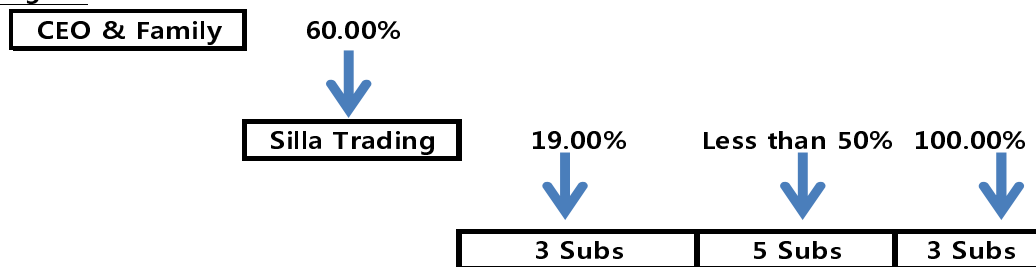 CEO & Family 60.00%
Silla Trading 19.00% Less than 50% 100.00%
3 Subs 5 Subs 3 Subs